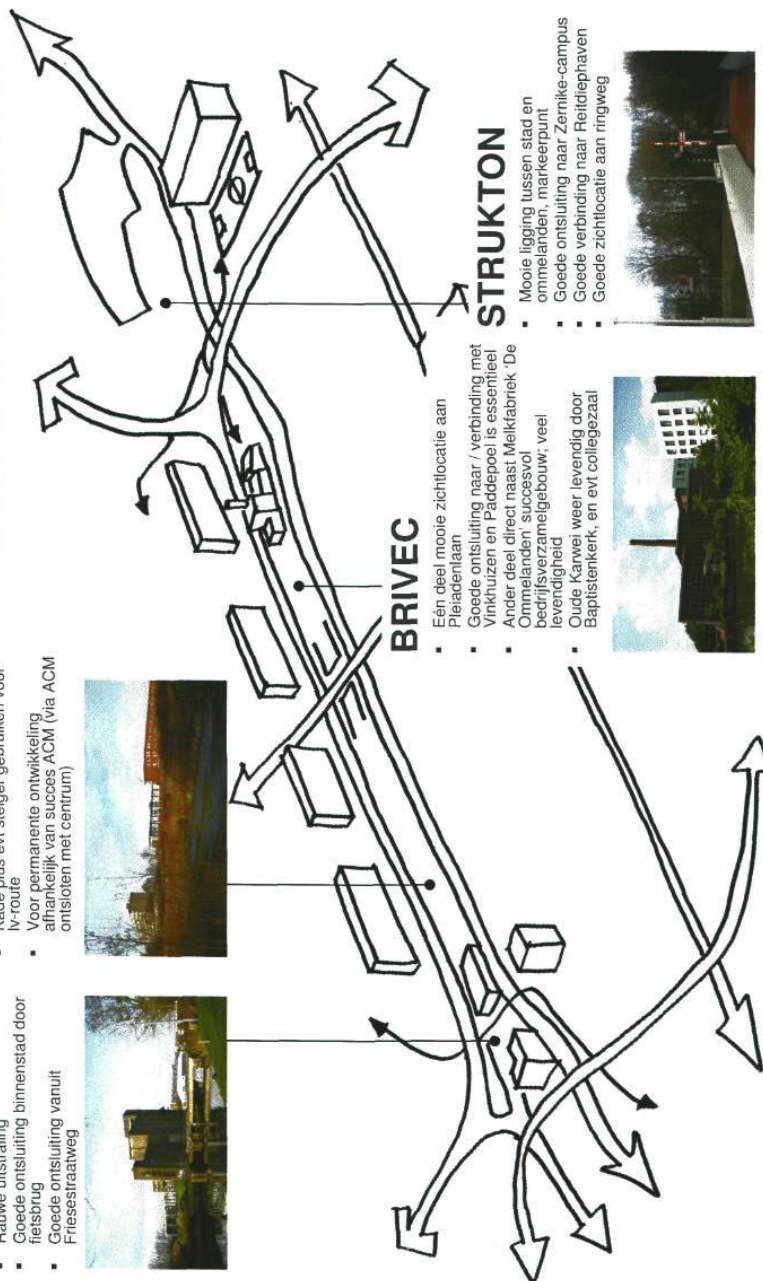 Rauwe uitstraling
Goede ontsluiting binnenstad door
fietsbrug
Goede ontsluiting vanuit
Friesestraatweg
Kade plus evt steiger gebruiken voor
lv-route
Voor permanente ontwikkeling
afhankelijk van succes ACM (via ACM
ontsloten met centrum)
BRIVEC
Eén deel mooie zichtlocatie aan
Pleiadenlaan
Goede ontsluiting naar / verbinding met
Vinkhuizen en Paddepoel is essentieel
Ander deel direct naast Melkfabriek 'De
Ommelanden' succesvol
bedrijfsverzamelgebouw; veel
levendigheid
Oude Karwei weer levendig door
Baptistenkerk, en evt collegezaal
STRUKTON
Mooie ligging tussen stad en
ommelanden, markeerpunt
Goede ontsluiting naar Zernike-campus
Goede verbinding naar Reitdiephaven
Goede zichtlocatie aan ringweg